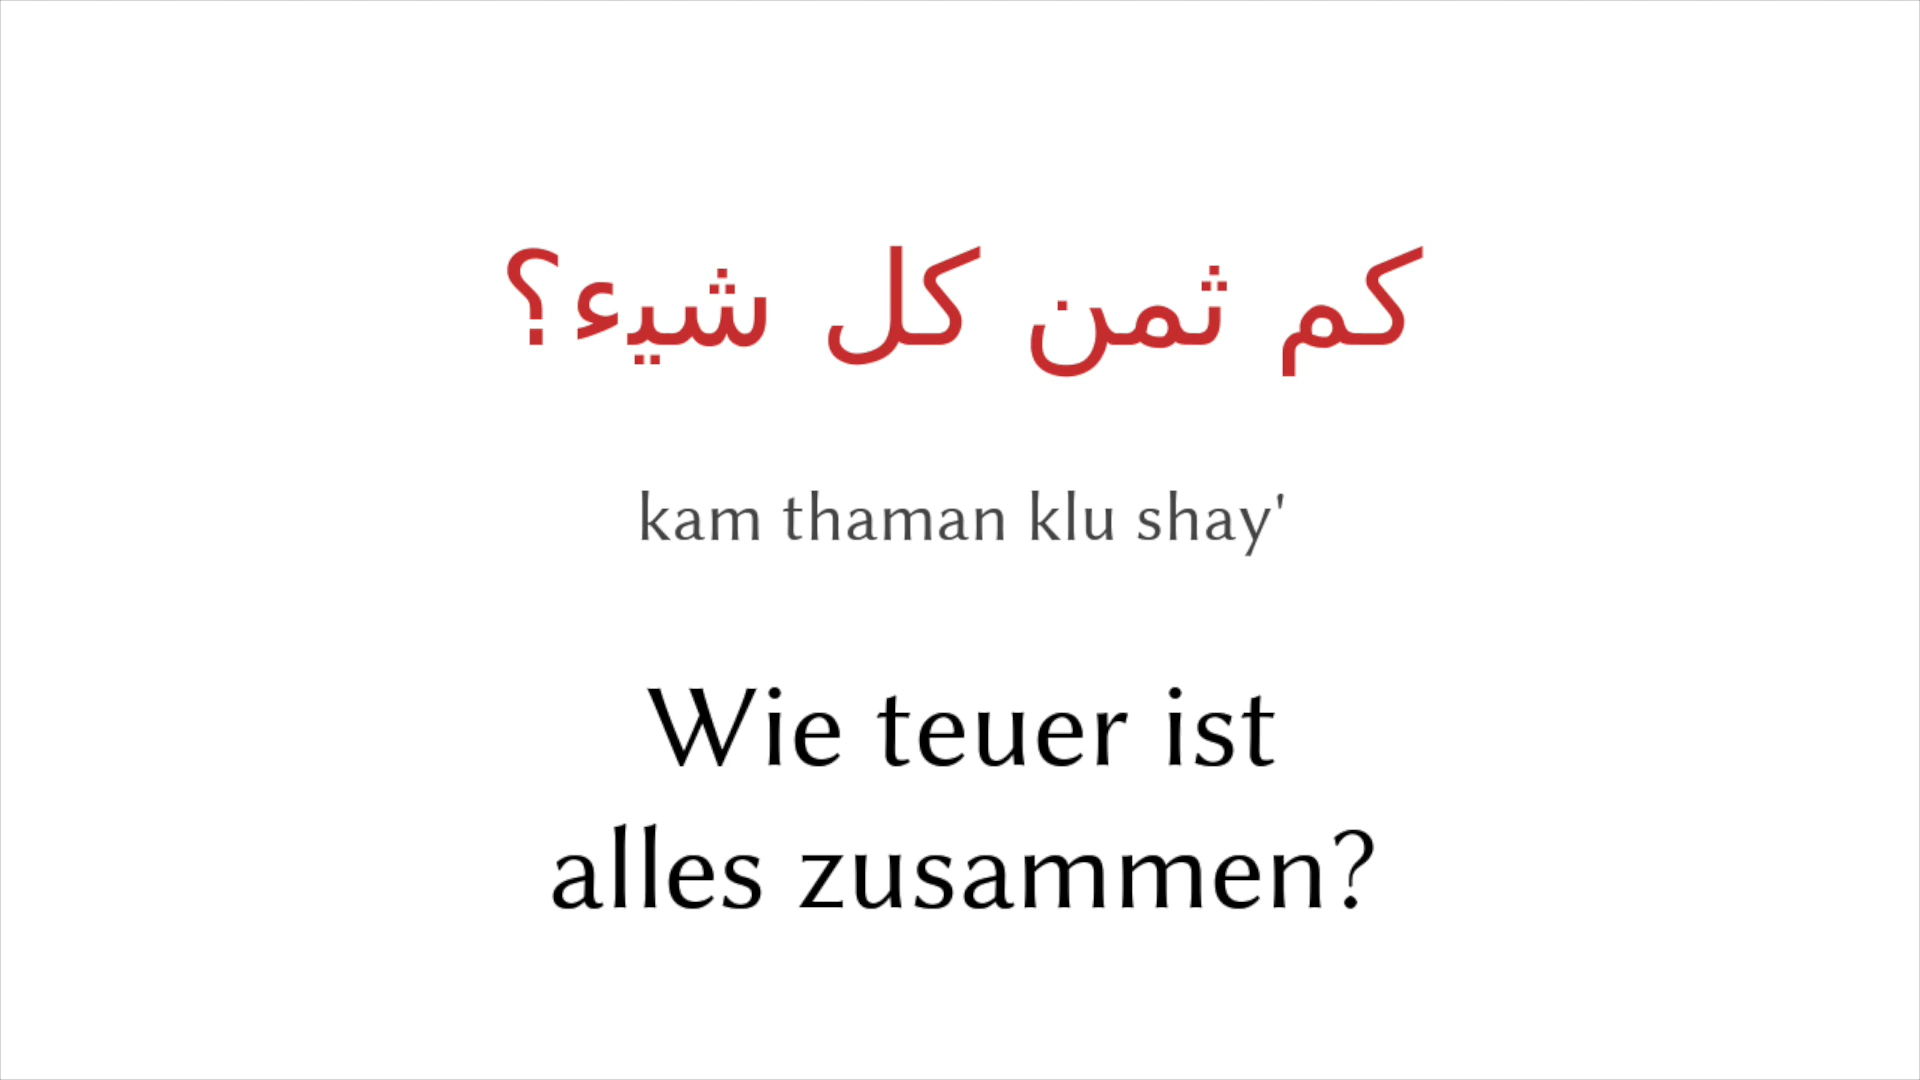 كم ثمن كل شيء؟
kam thaman klu shay'
Wie teuer ist
alles zusammen?